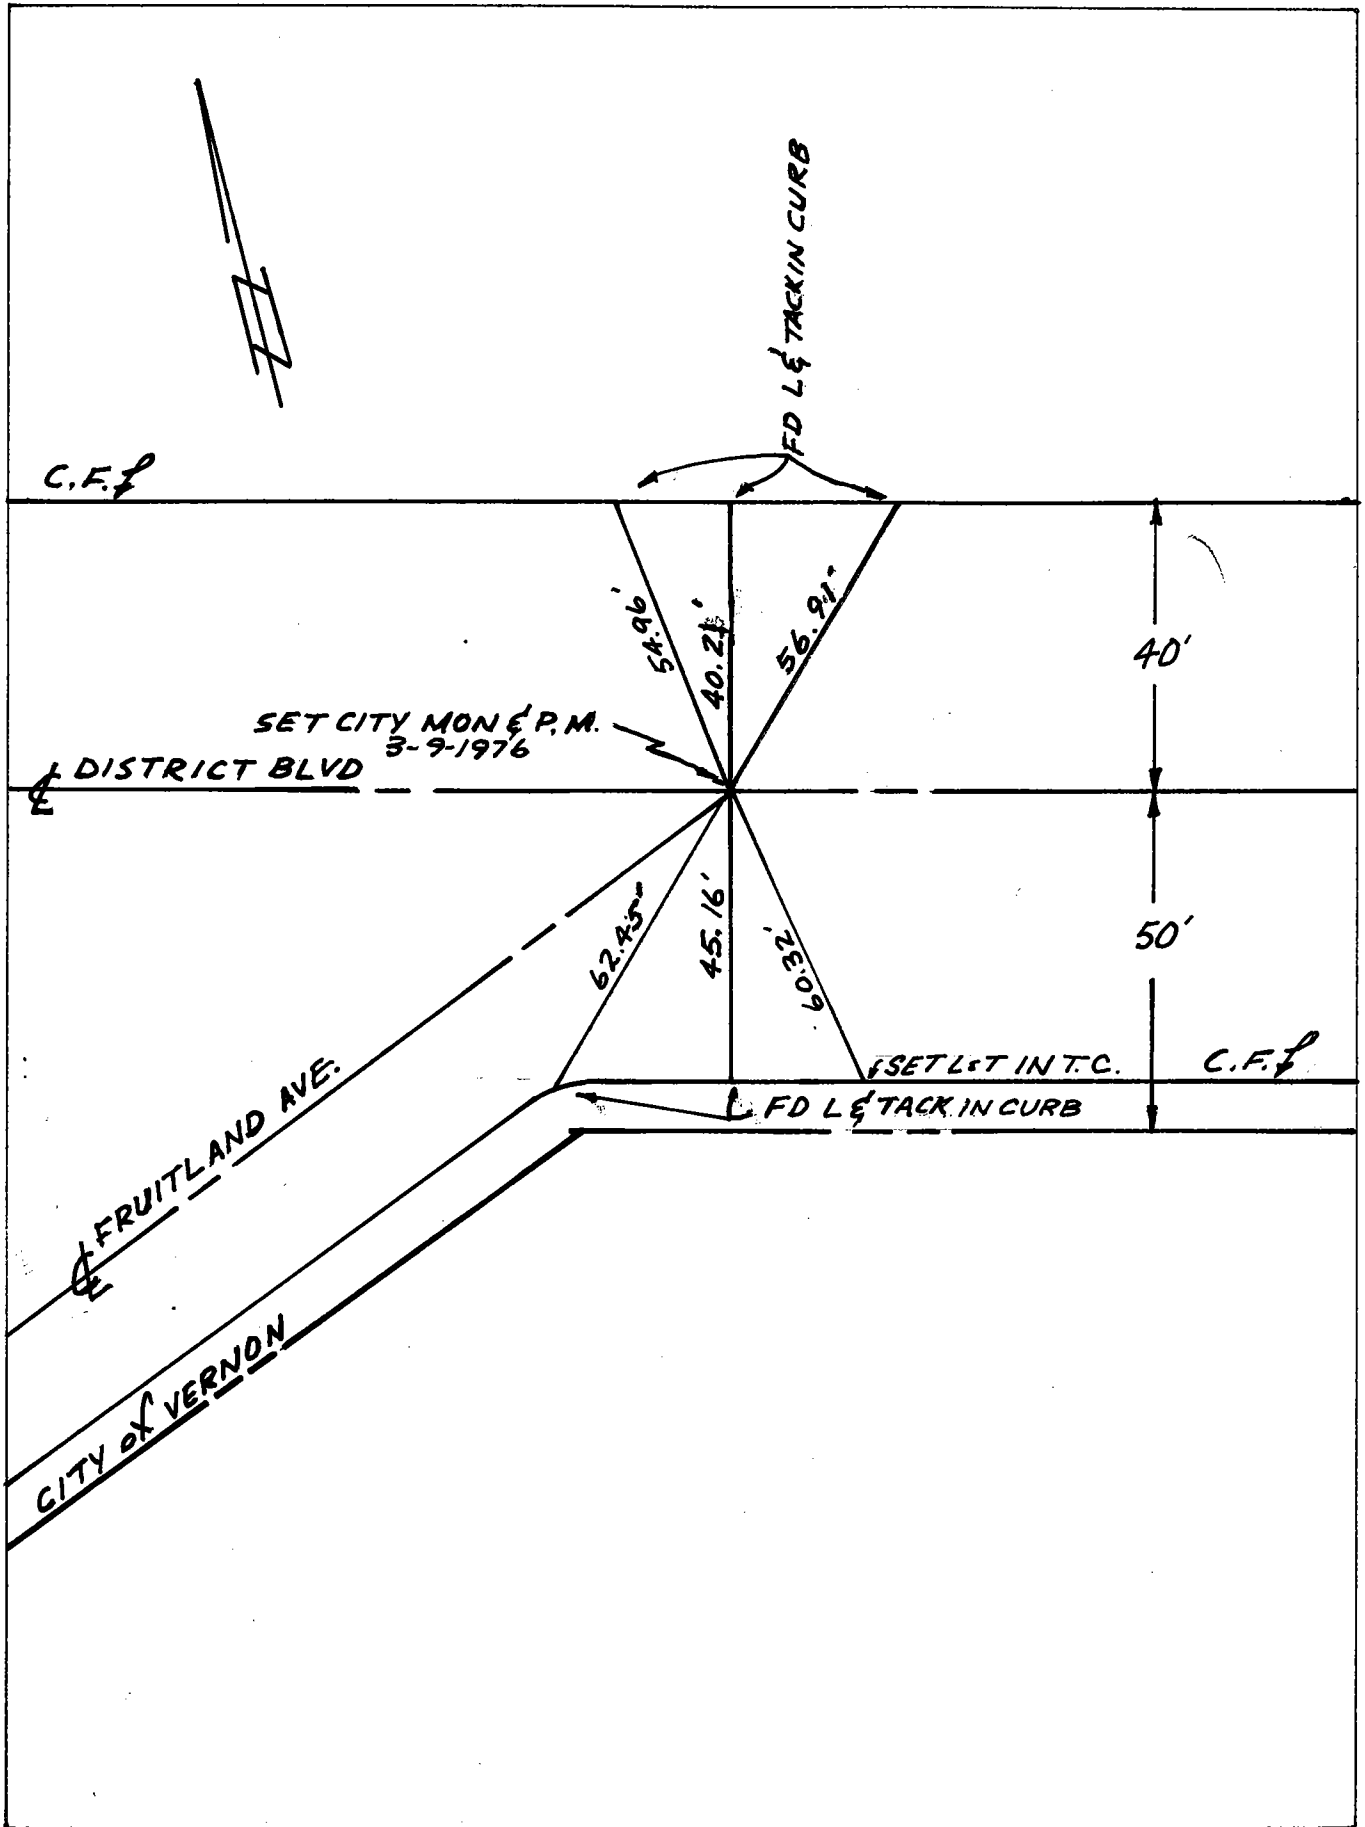 FD L & TACK IN CURB
C.F.
54.96'
40.21'
56.91'
40'
SET CITY MON & P.M.
3-9-1976
℄ DISTRICT BLVD
62.45'
45.16'
60.32'
50'
SET L&T IN T.C.
C.F.
FD L & TACK IN CURB
℄ FRUITLAND AVE.
CITY OF VERNON